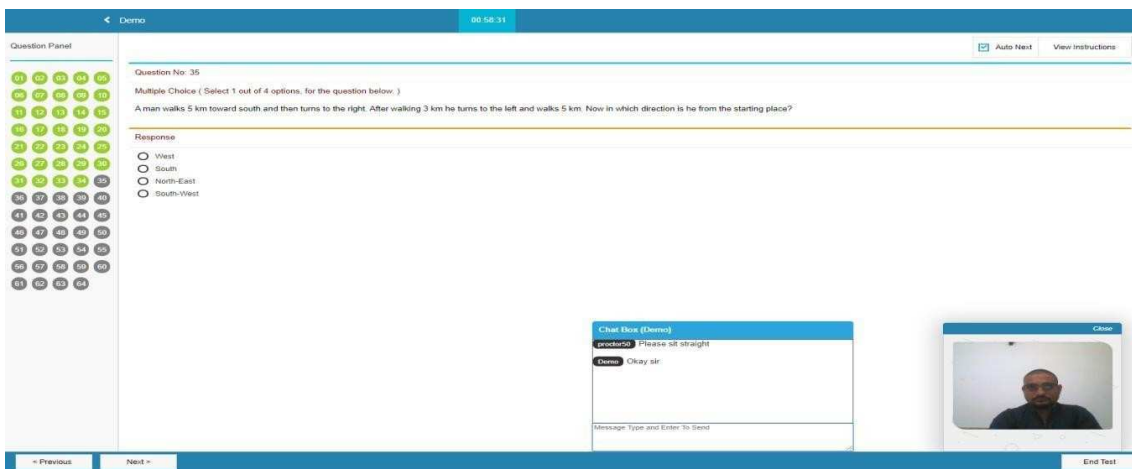 Demo
00:58:31
Question Panel
Auto Next
View Instructions
01 02 03 04 05
06 07 08 09 10
11 12 13 14 15
16 17 18 19 20
21 22 23 24 25
26 27 28 29 30
31 32 33 34 35
36 37 38 39 40
41 42 43 44 45
46 47 48 49 50
51 52 53 54 55
56 57 58 59 60
61 62 63 64
Question No: 35
Multiple Choice ( Select 1 out of 4 options, for the question below. )
A man walks 5 km toward south and then turns to the right. After walking 3 km he turns to the left and walks 5 km. Now in which direction is he from the starting place?
Response
West
South
North-East
South-West
Chat Box (Demo)
proctor50 Please sit straight
Demo Okay sir
Message Type and Enter To Send
Close
« Previous
Next »
End Test